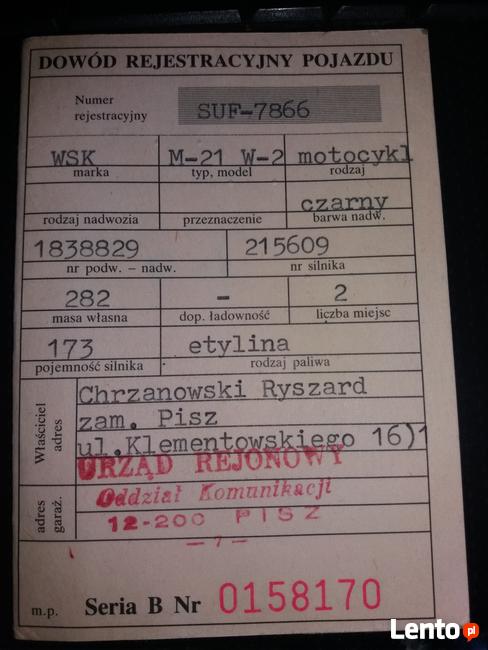 DOWÓD REJESTRACYJNY POJAZDU
Numer rejestracyjny SUF-7866
WSK M-21 W-2 motocykl
marka typ, model rodzaj
czarny
rodzaj nadwozia przeznaczenie barwa nadw.
1838829 215609
nr podw. – nadw. nr silnika
282 – 2
masa własna dop. ładowność liczba miejsc
173 etylina
pojemność silnika rodzaj paliwa
Właściciel adres
Chrzanowski Ryszard
zam. Pisz
ul.Klementowskiego 16)1
URZĄD REJONOWY
Oddział Komunikacji
adres garaż.
12-200 PISZ
— 7 —
m.p. Seria B Nr 0158170
Lento.pl